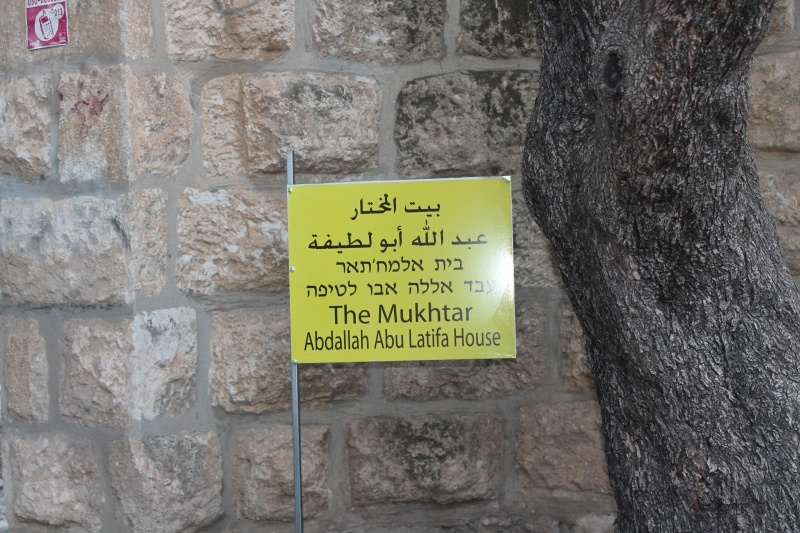 بيت المختار
عبد الله أبو لطيفة
בית אלמח'תאר
עבד אללה אבו לטיפה
The Mukhtar
Abdallah Abu Latifa House
013